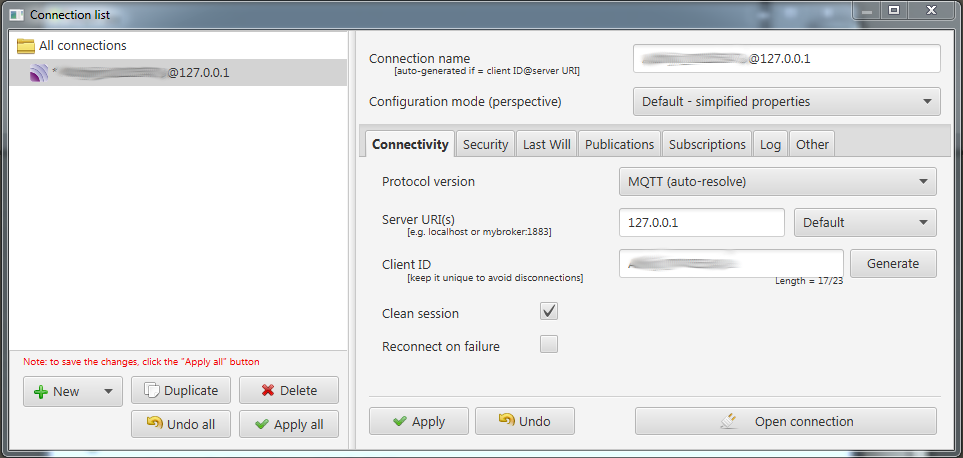 Connection list
All connections
* @127.0.0.1
Note: to save the changes, click the "Apply all" button
New
Duplicate
Delete
Undo all
Apply all
Connection name
[auto-generated if = client ID@server URI]
@127.0.0.1
Configuration mode (perspective)
Default - simpified properties
Connectivity Security Last Will Publications Subscriptions Log Other
Protocol version
MQTT (auto-resolve)
Server URI(s)
[e.g. localhost or mybroker:1883]
127.0.0.1
Default
Client ID
[keep it unique to avoid disconnections]
Generate
Length = 17/23
Clean session
Reconnect on failure
Apply
Undo
Open connection